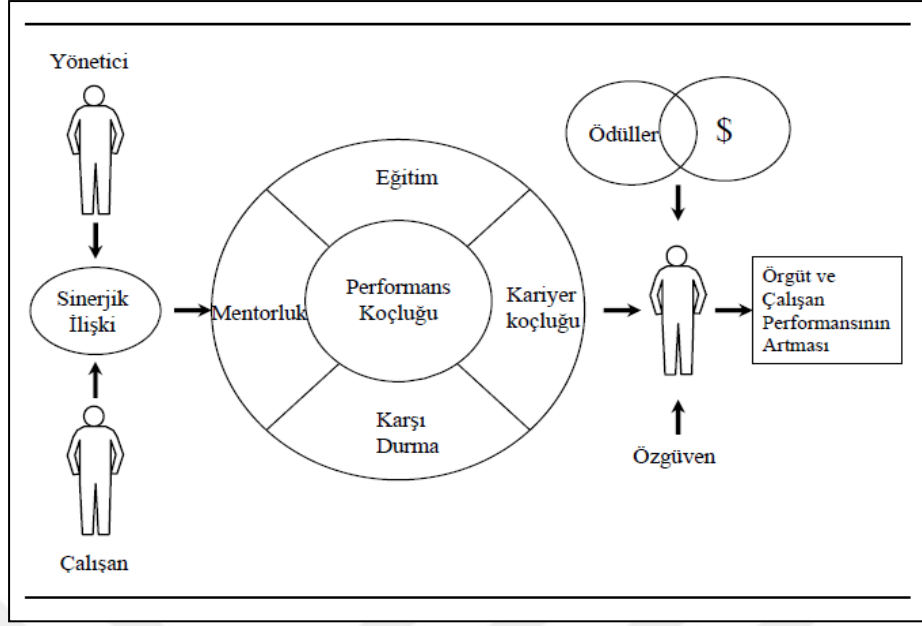 Yönetici
Sinerjik
İlişki
Çalışan
Eğitim
Mentorluk
Performans
Koçluğu
Kariyer
koçluğu
Karşı
Durma
Ödüller
$
Özgüven
Örgüt ve
Çalışan
Performansının
Artması